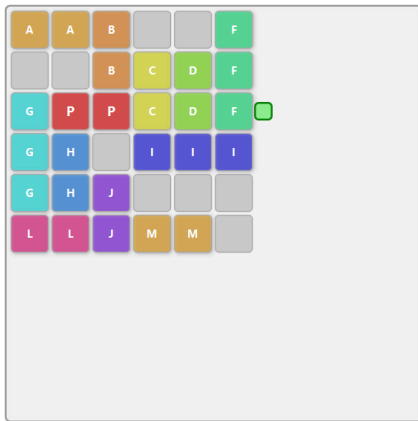 A A B F
B C D F
G P P C D F
G H I I I
G H J
L L J M M